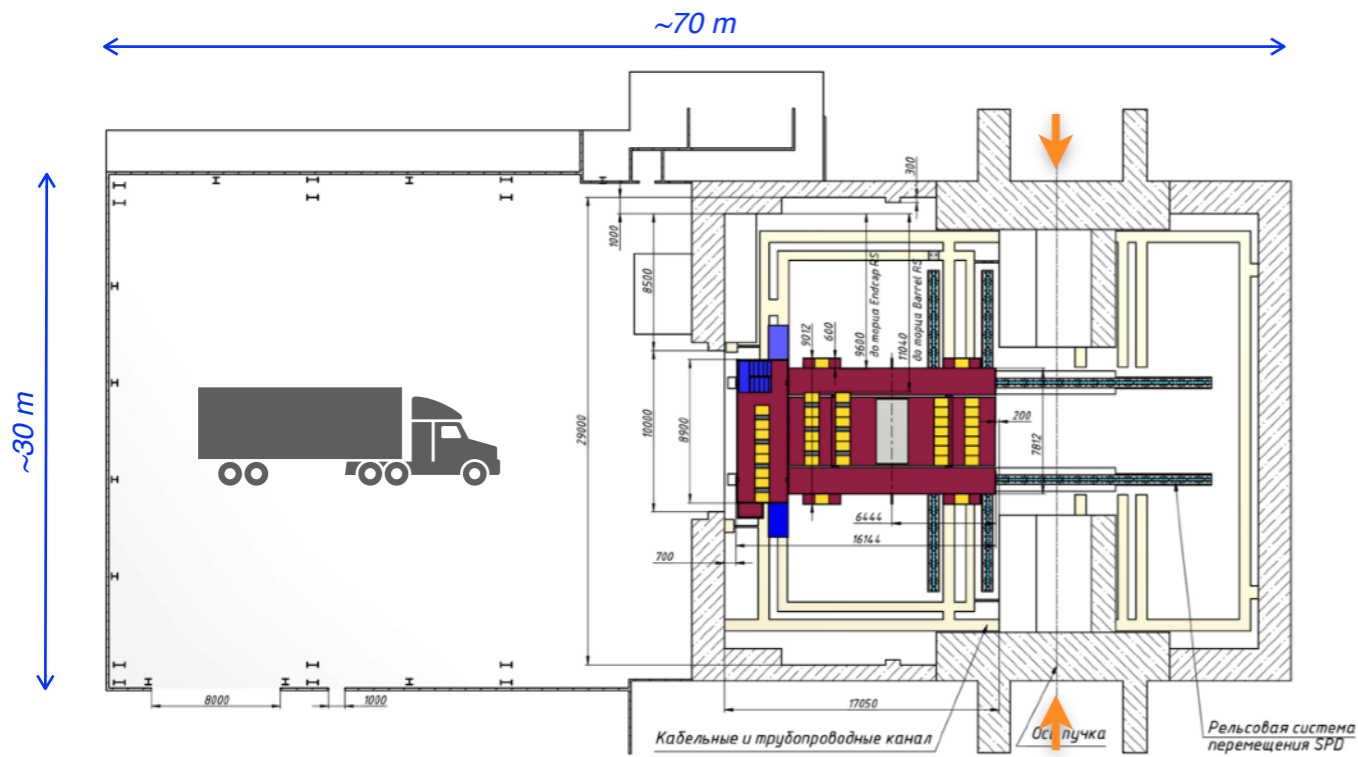 ~70 m
~30 m
300
1000
8500
9012
600
9600
до торца Endcap RS
11040
до торца Barrel RS
29000
10000
8900
200
7812
6444
16144
700
8000
1000
17050
Кабельные и трубопроводные канал
Ось пучка
Рельсовая система
перемещения SPD